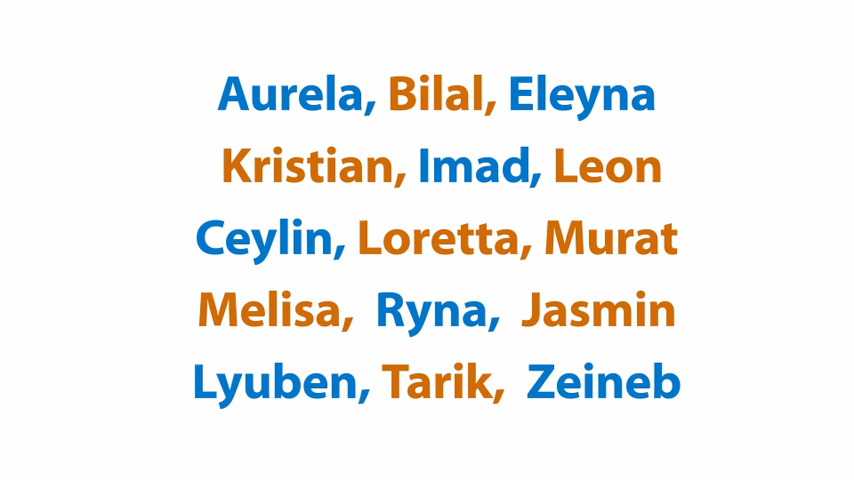 Aurela, Bilal, Eleyna
Kristian, Imad, Leon
Ceylin, Loretta, Murat
Melisa, Ryna, Jasmin
Lyuben, Tarik, Zeineb